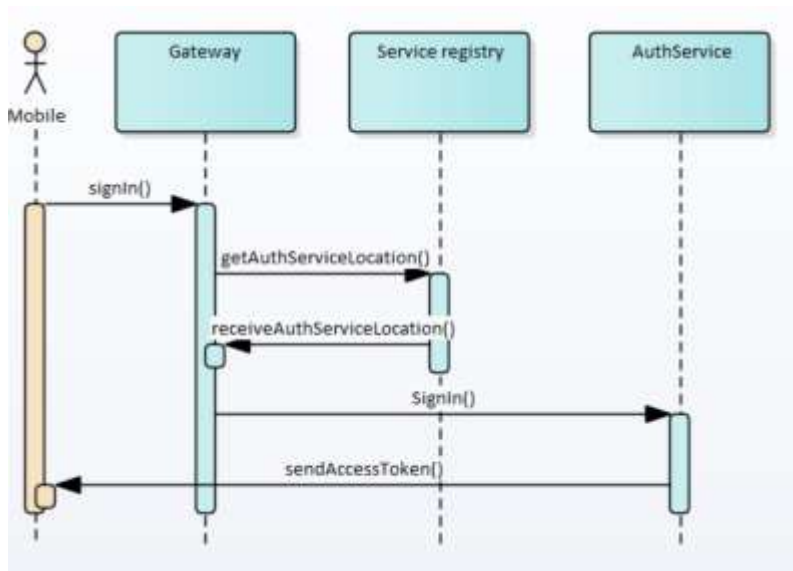 Gateway
Service registry
AuthService
Mobile
signIn()
getAuthServiceLocation()
receiveAuthServiceLocation()
SignIn()
sendAccessToken()